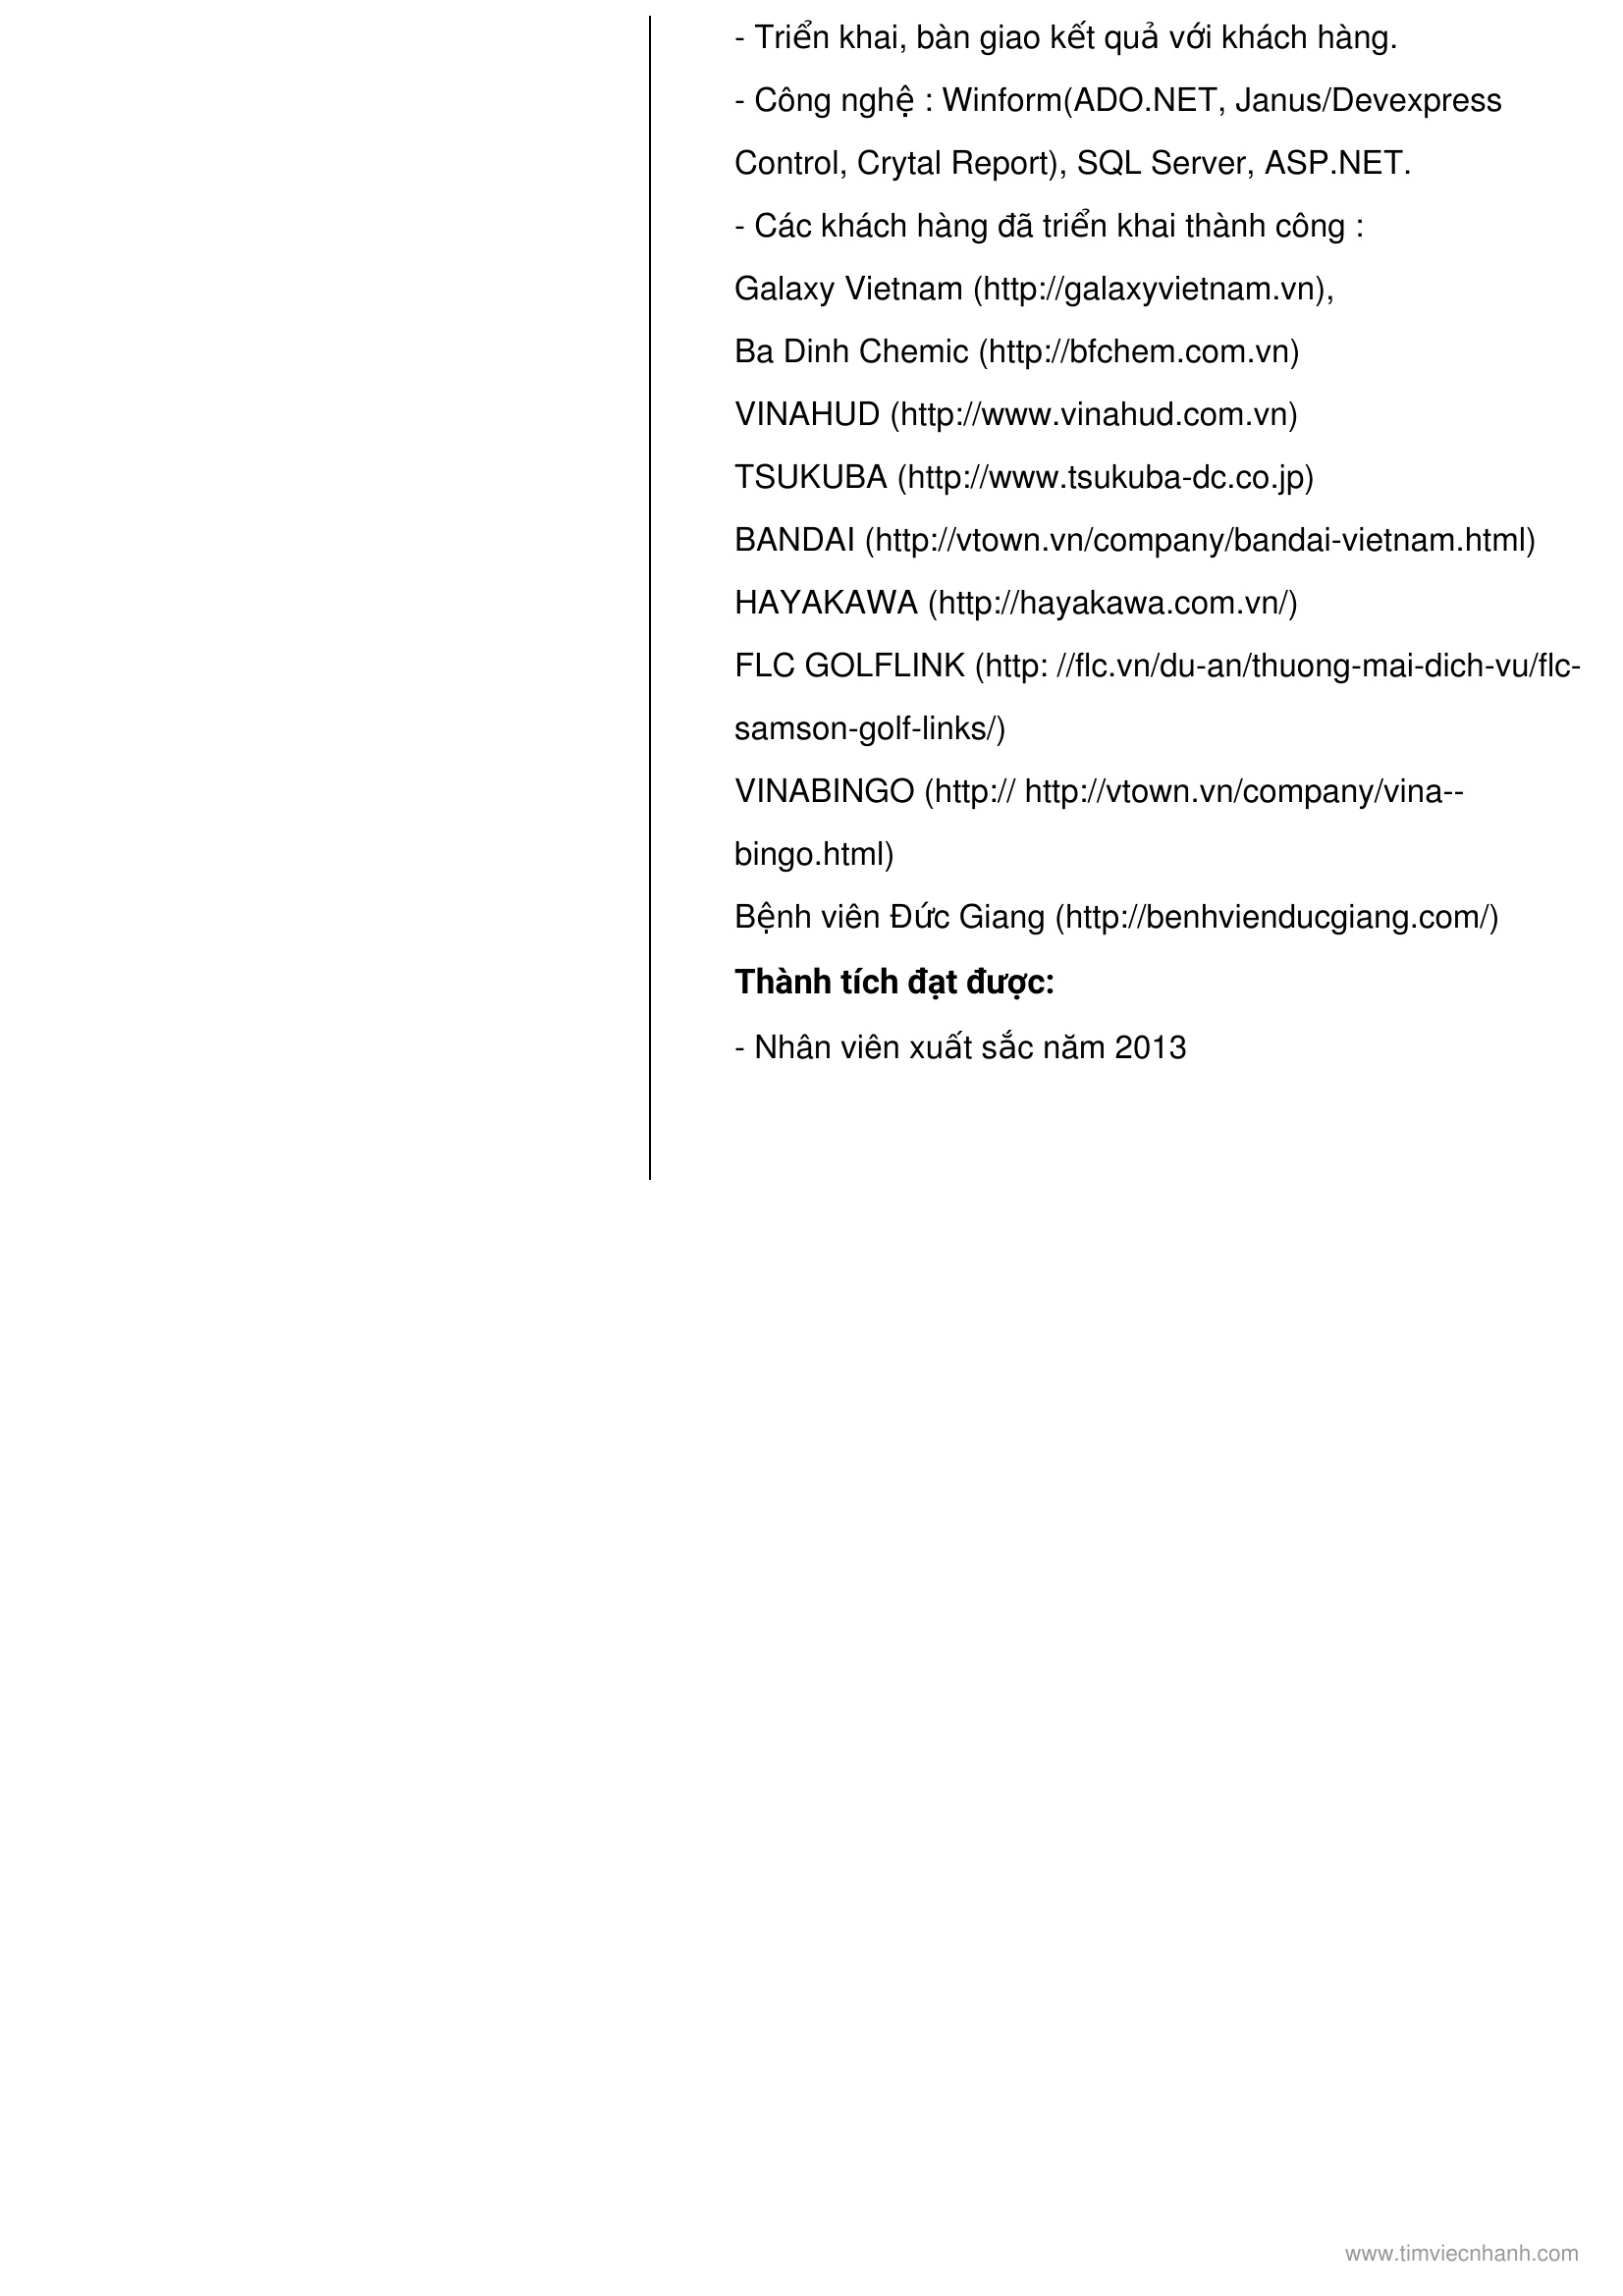 - Triển khai, bàn giao kết quả với khách hàng.
- Công nghệ : Winform(ADO.NET, Janus/Devexpress
Control, Crytal Report), SQL Server, ASP.NET.
- Các khách hàng đã triển khai thành công :
Galaxy Vietnam (http://galaxyvietnam.vn),
Ba Dinh Chemic (http://bfchem.com.vn)
VINAHUD (http://www.vinahud.com.vn)
TSUKUBA (http://www.tsukuba-dc.co.jp)
BANDAI (http://vtown.vn/company/bandai-vietnam.html)
HAYAKAWA (http://hayakawa.com.vn/)
FLC GOLFLINK (http: //flc.vn/du-an/thuong-mai-dich-vu/flc-
samson-golf-links/)
VINABINGO (http:// http://vtown.vn/company/vina--
bingo.html)
Bệnh viên Đức Giang (http://benhvienducgiang.com/)
Thành tích đạt được:
- Nhân viên xuất sắc năm 2013
www.timviecnhanh.com